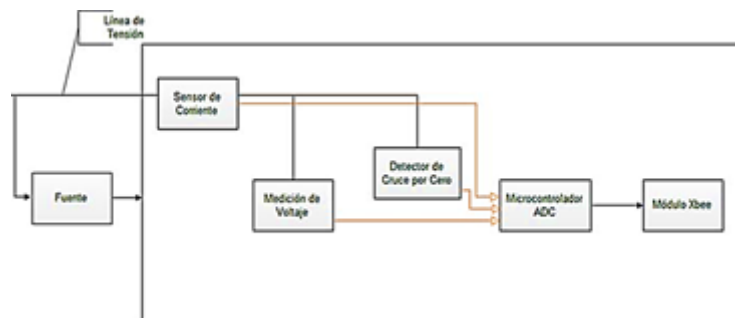 Línea de
Tensión
Sensor de
Corriente
Detector de
Cruce por Cero
Fuente
Medición de
Voltaje
Microcontrolador
ADC
Módulo Xbee